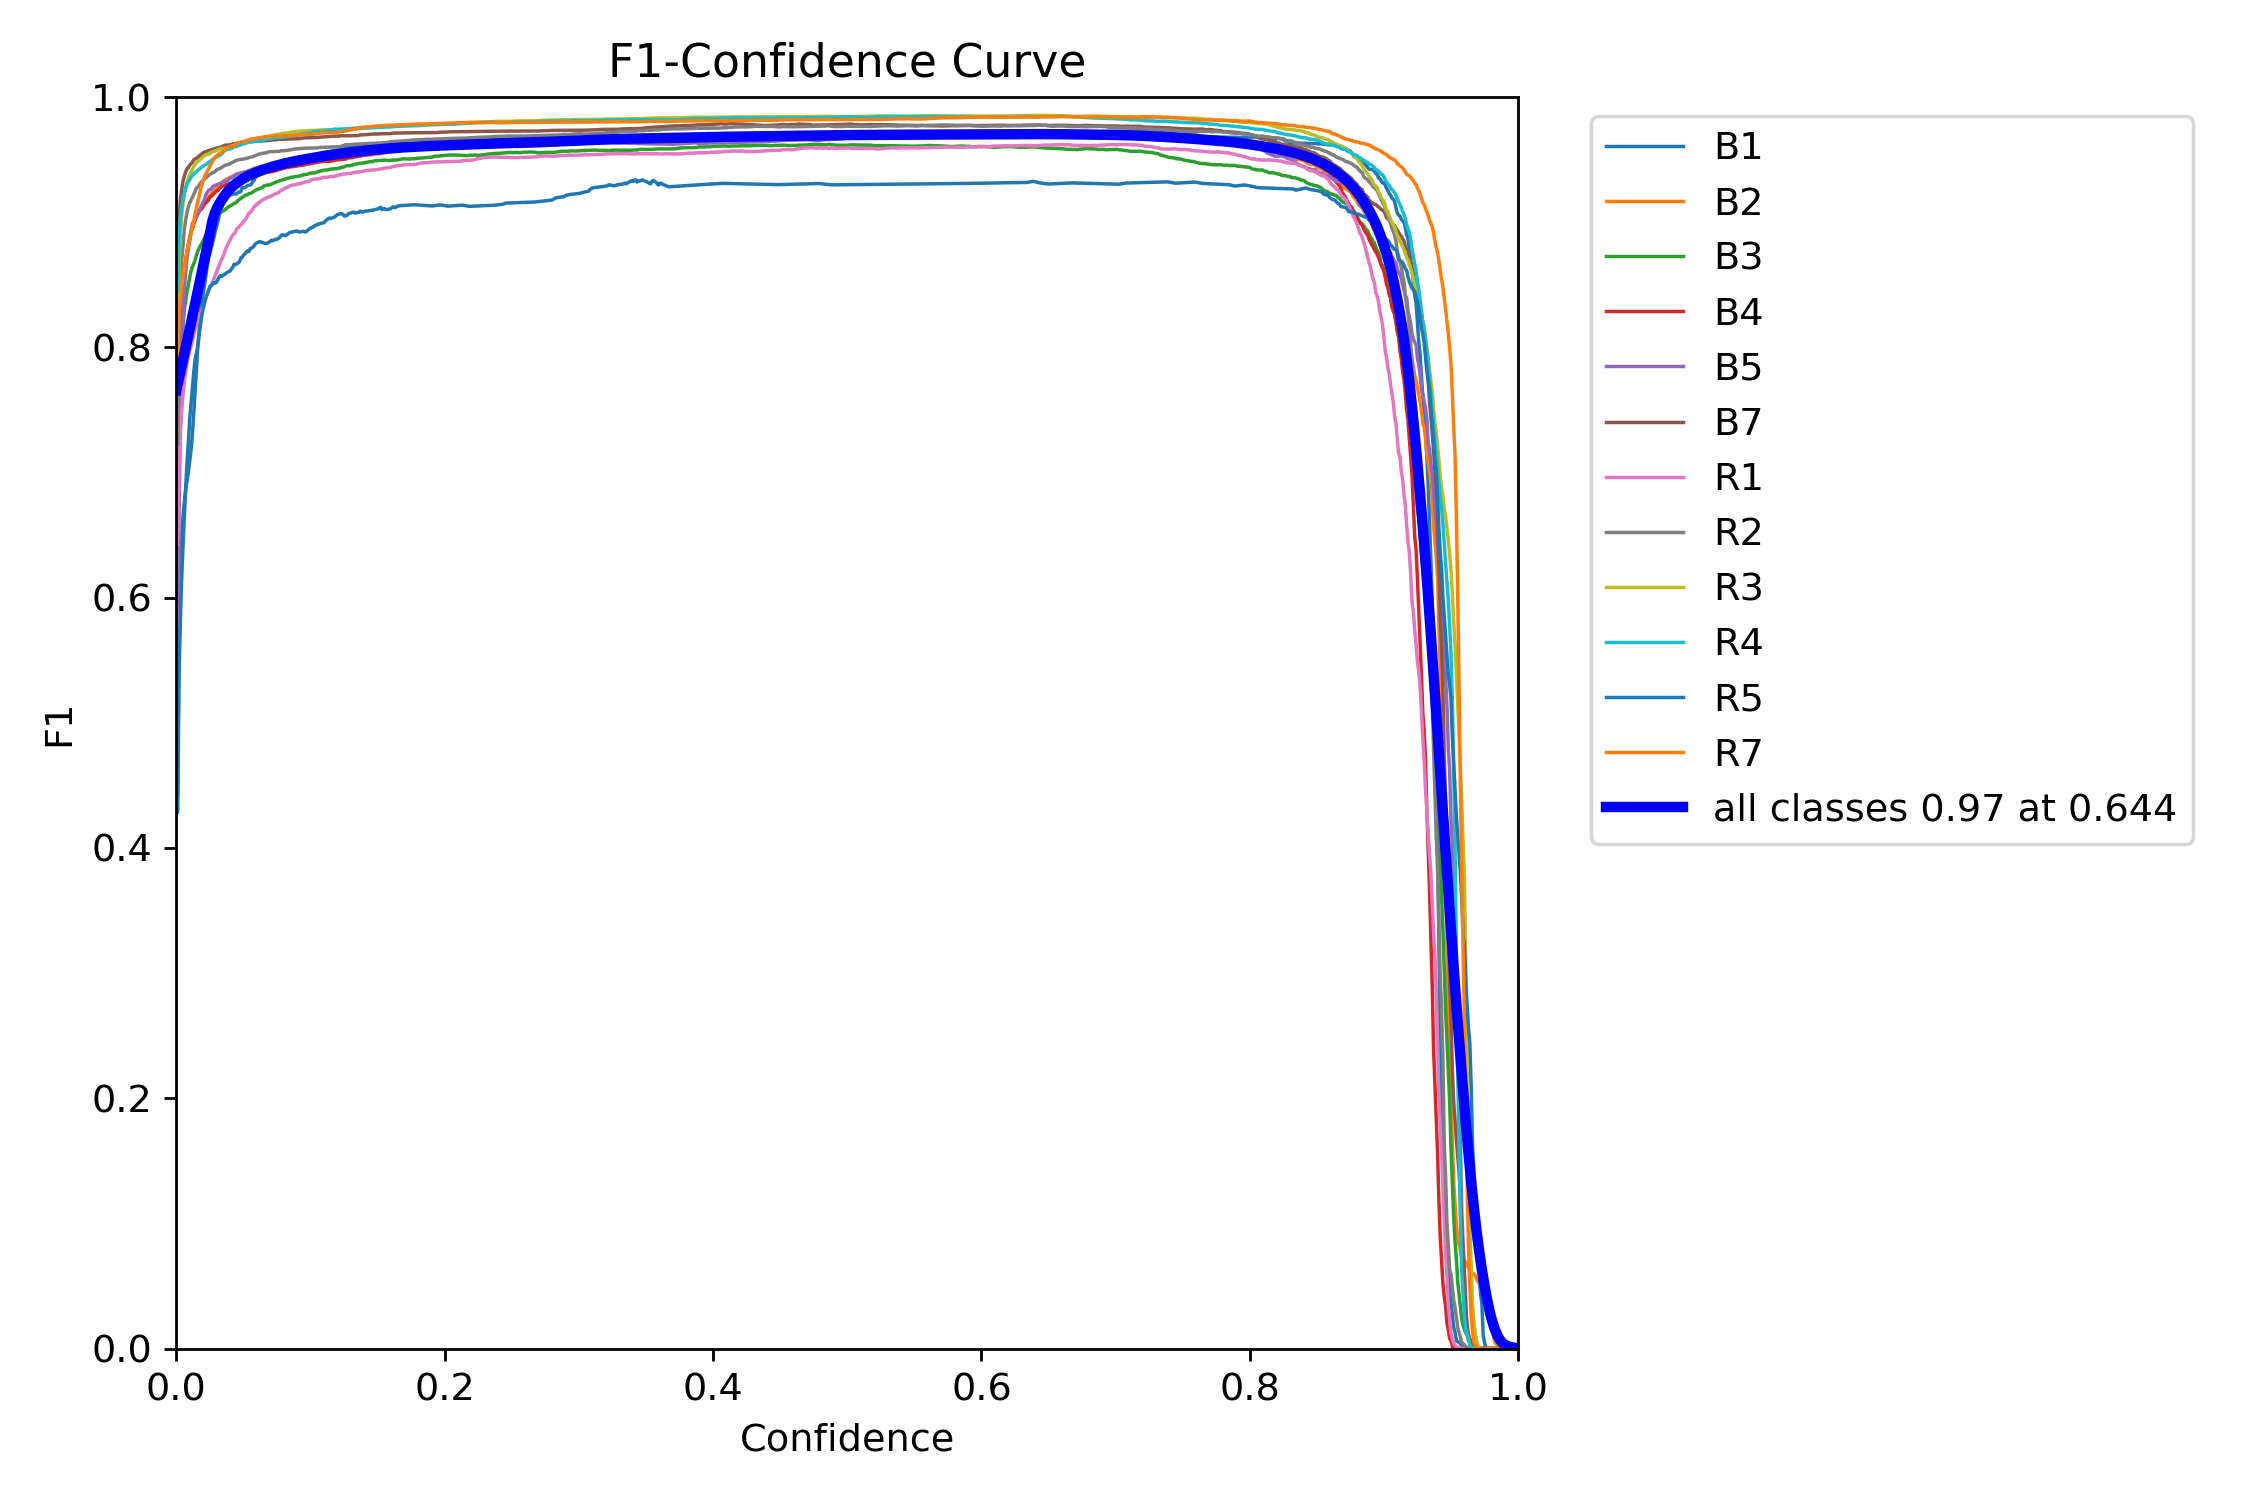 F1-Confidence Curve
1.0
0.8
0.6
0.4
0.2
0.0
F1
0.0 0.2 0.4 0.6 0.8 1.0
Confidence
B1
B2
B3
B4
B5
B7
R1
R2
R3
R4
R5
R7
all classes 0.97 at 0.644